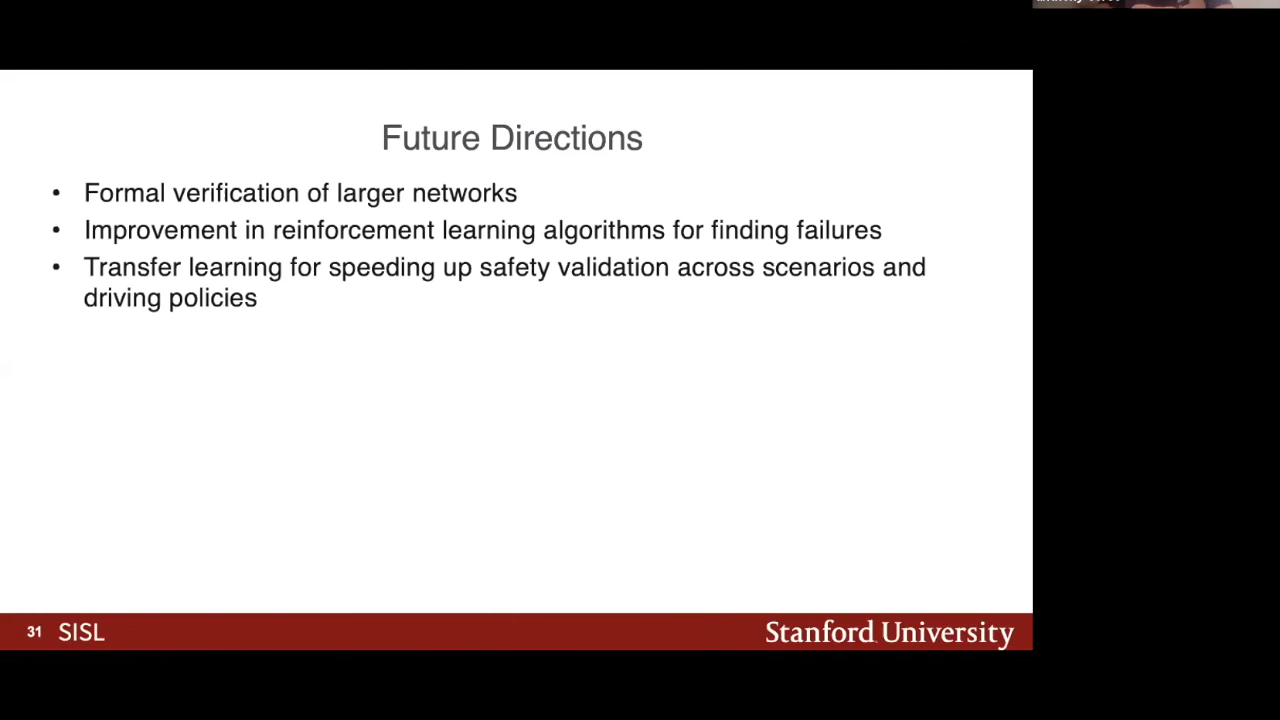 Future Directions
• Formal verification of larger networks
• Improvement in reinforcement learning algorithms for finding failures
• Transfer learning for speeding up safety validation across scenarios and
driving policies
31 SISL Stanford University